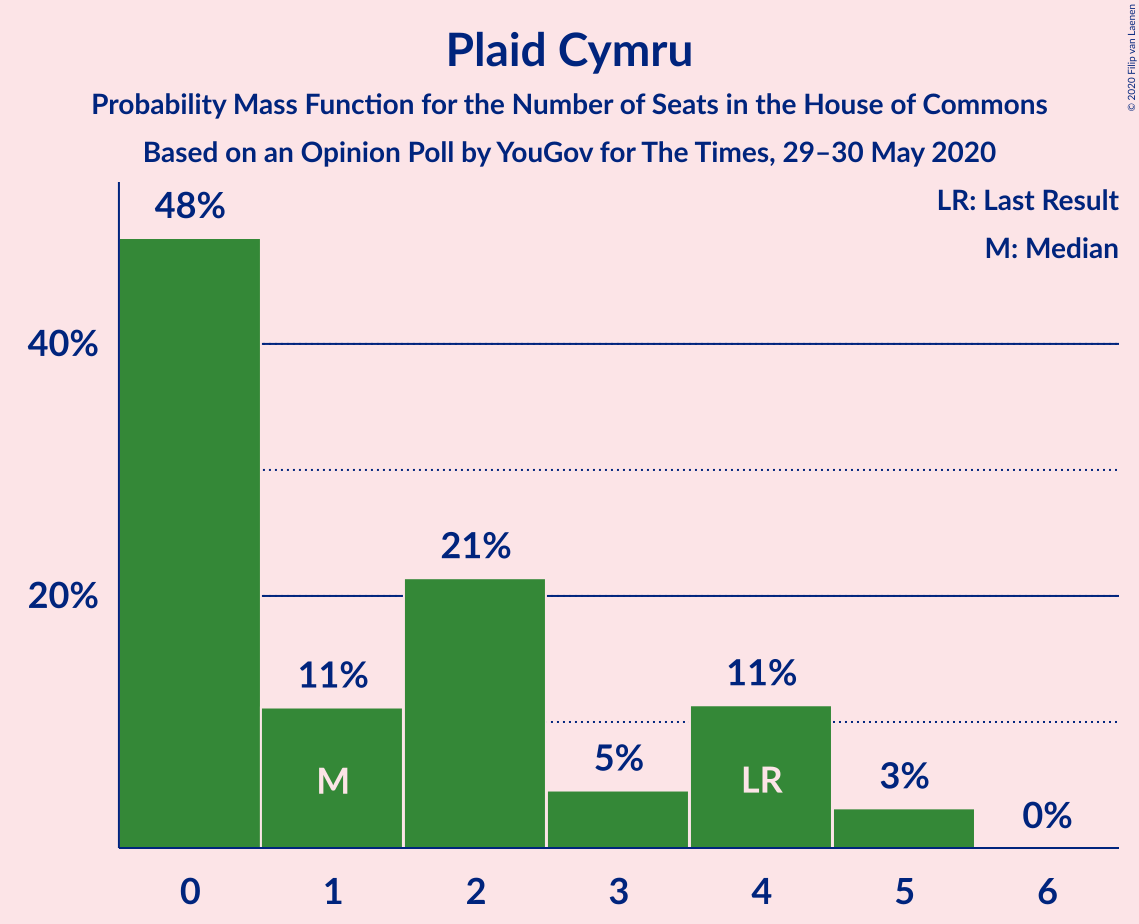 Plaid Cymru
Probability Mass Function for the Number of Seats in the House of Commons
Based on an Opinion Poll by YouGov for The Times, 29–30 May 2020
© 2020 Filip van Laenen
LR: Last Result
M: Median
48%
40%
21%
20%
11%
11%
5%
3%
0%
M
LR
0 1 2 3 4 5 6